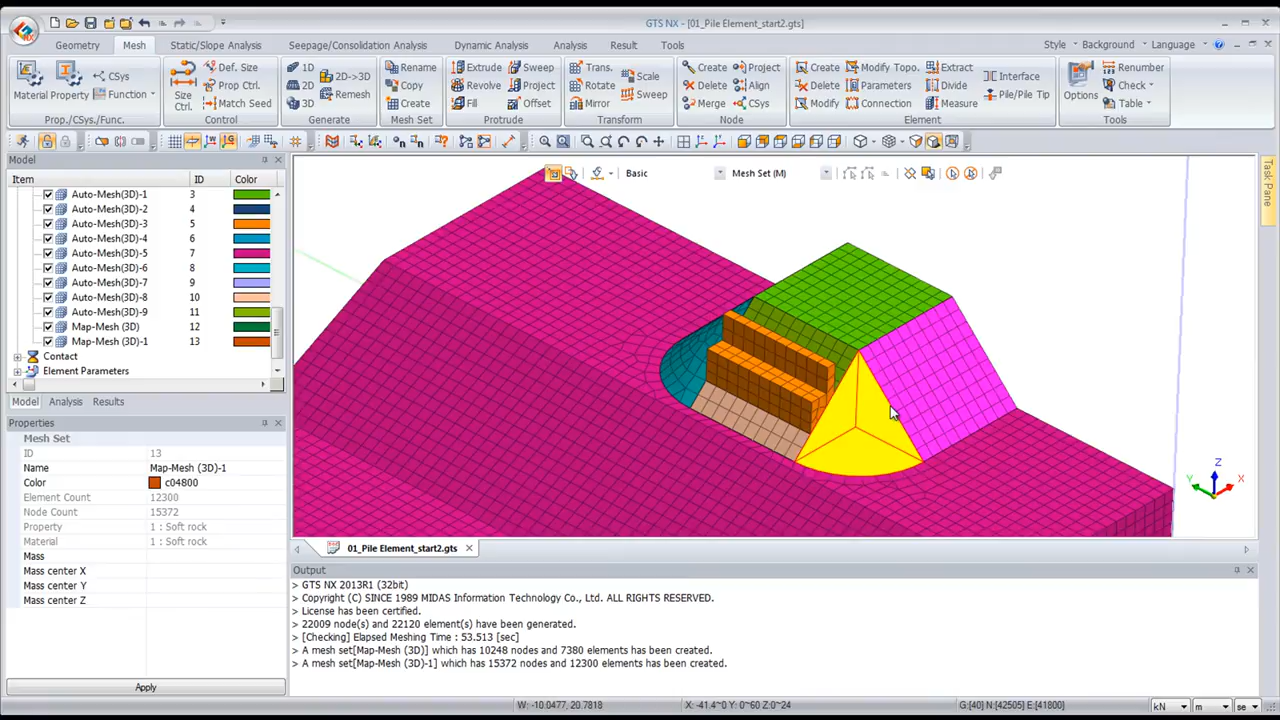 GTS NX - [01_Pile Element_start2.gts]
Geometry Mesh Static/Slope Analysis Seepage/Consolidation Analysis Dynamic Analysis Analysis Result Tools Style Background Language
1D Rename Extrude Sweep Trans. Create Project Create Modify Topo. Extract Renumber
CSys Def. Size 2D->3D Scale Interface
Material Property Function Size Ctrl. Prop Ctrl. 2D Remesh Copy Revolve Project Rotate Sweep Delete Align Delete Parameters Divide Pile/Pile Tip Options Check
Match Seed 3D Create Fill Offset Mirror Merge CSys Modify Connection Measure Table
Prop./CSys./Func. Control Generate Mesh Set Protrude Transform Node Element Tools
Model
Item ID Color
Auto-Mesh(3D)-1 3
Auto-Mesh(3D)-2 4
Auto-Mesh(3D)-3 5
Auto-Mesh(3D)-4 6
Auto-Mesh(3D)-5 7
Auto-Mesh(3D)-6 8
Auto-Mesh(3D)-7 9
Auto-Mesh(3D)-8 10
Auto-Mesh(3D)-9 11
Map-Mesh (3D) 12
Map-Mesh (3D)-1 13
Contact
Element Parameters
Model Analysis Results
Properties
Mesh Set
ID 13
Name Map-Mesh (3D)-1
Color c04800
Element Count 12300
Node Count 15372
Property 1 : Soft rock
Material 1 : Soft rock
Mass
Mass center X
Mass center Y
Mass center Z
Apply
Basic Mesh Set (M)
Task Pane
Z
Y X
01_Pile Element_start2.gts
Output
> GTS NX 2013R1 (32bit)
> Copyright (C) SINCE 1989 MIDAS Information Technology Co., Ltd. ALL RIGHTS RESERVED.
> License has been certified.
> 22009 node(s) and 22120 element(s) have been generated.
> [Checking] Elapsed Meshing Time : 53.513 [sec]
> A mesh set[Map-Mesh (3D)] which has 10248 nodes and 7380 elements has been created.
> A mesh set[Map-Mesh (3D)-1] which has 15372 nodes and 12300 elements has been created.
W: -10.0477, 20.7818 X: -41.4~0 Y: 0~60 Z:0~24 G:[40] N:[42505] E:[41800] kN m se